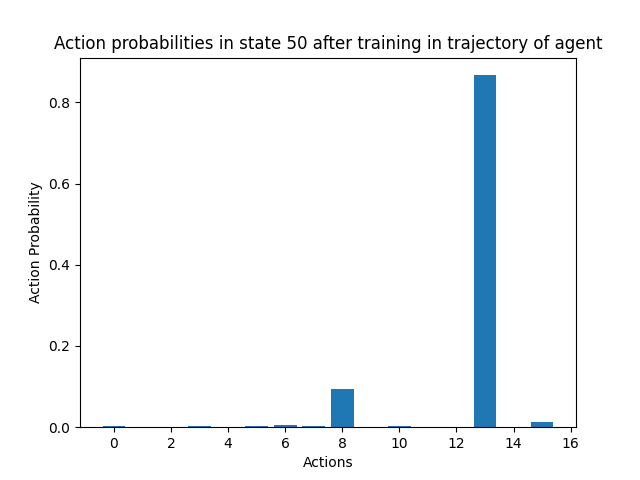 Action probabilities in state 50 after training in trajectory of agent
Action Probability
0.8
0.6
0.4
0.2
0.0
0 2 4 6 8 10 12 14 16
Actions